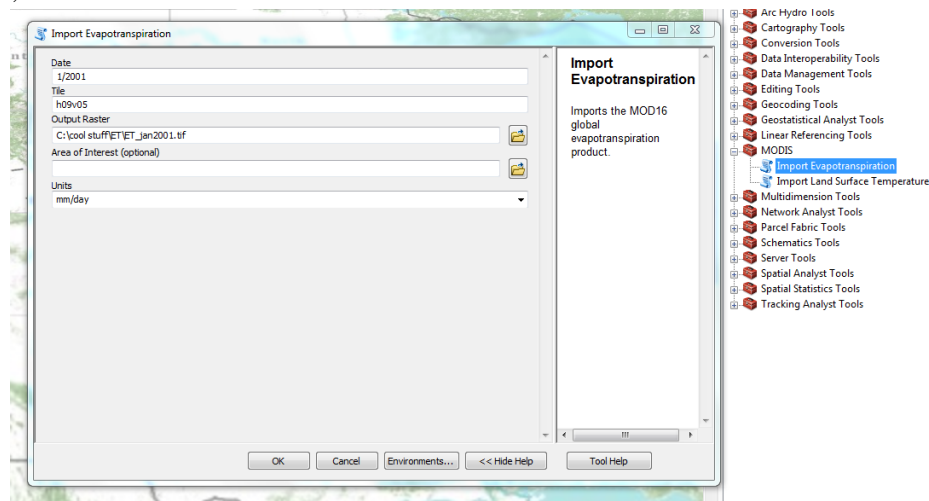 Import Evapotranspiration
Date
1/2001
Tile
h09v05
Output Raster
C:\cool stuff\ET\ET_jan2001.tif
Area of Interest (optional)
Units
mm/day
OK
Cancel
Environments...
<< Hide Help
Import
Evapotranspiration
Imports the MOD16
global
evapotranspiration
product.
Tool Help
Arc Hydro Tools
Cartography Tools
Conversion Tools
Data Interoperability Tools
Data Management Tools
Editing Tools
Geocoding Tools
Geostatistical Analyst Tools
Linear Referencing Tools
MODIS
Import Evapotranspiration
Import Land Surface Temperature
Multidimension Tools
Network Analyst Tools
Parcel Fabric Tools
Schematics Tools
Server Tools
Spatial Analyst Tools
Spatial Statistics Tools
Tracking Analyst Tools